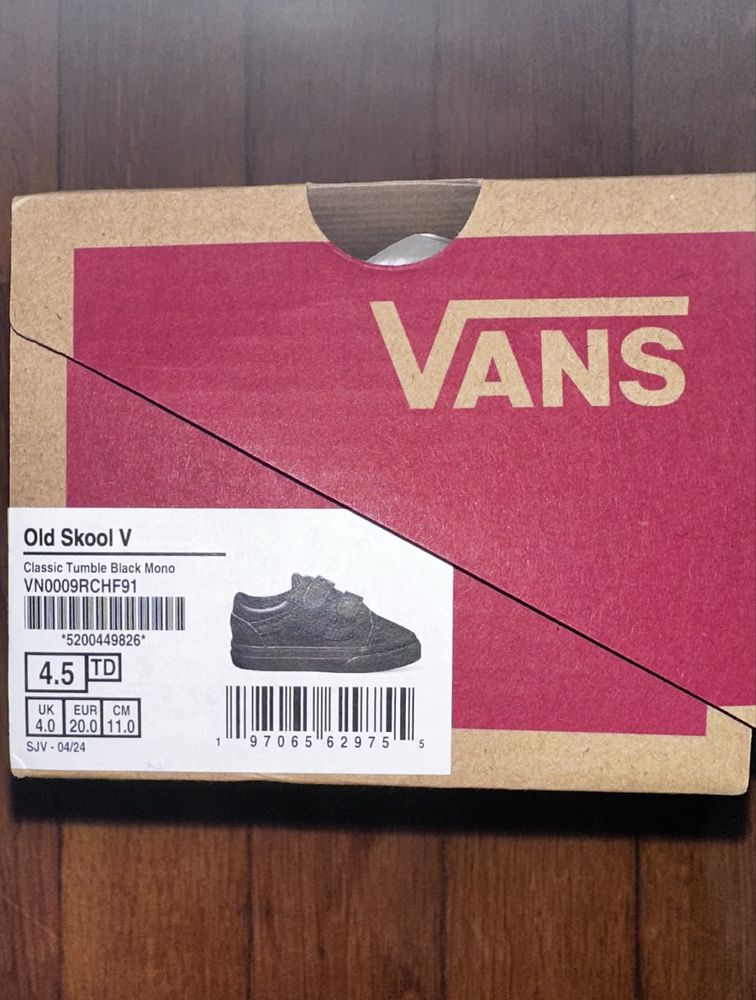 VANS
Old Skool V
Classic Tumble Black Mono
VN0009RCHF91
*5200449826*
4.5 TD
UK EUR CM
4.0 20.0 11.0
SJV - 04/24
1 97065 62975 5